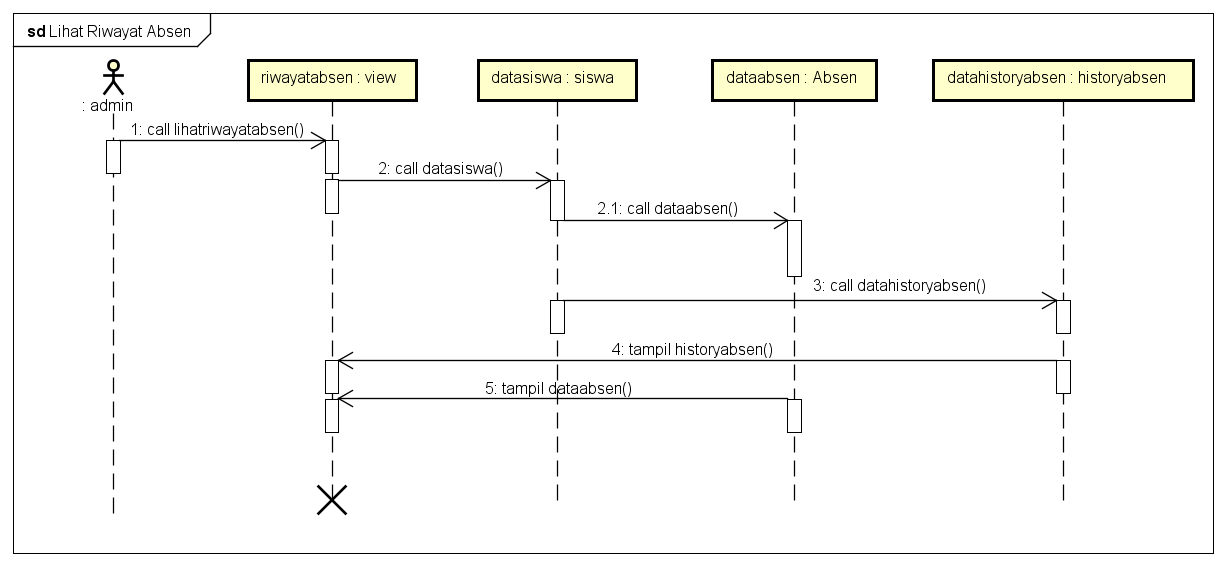 sd Lihat Riwayat Absen
: admin
riwayatabsen : view
datasiswa : siswa
dataabsen : Absen
datahistoryabsen : historyabsen
1: call lihatriwayatabsen()
2: call datasiswa()
2.1: call dataabsen()
3: call datahistoryabsen()
4: tampil historyabsen()
5: tampil dataabsen()